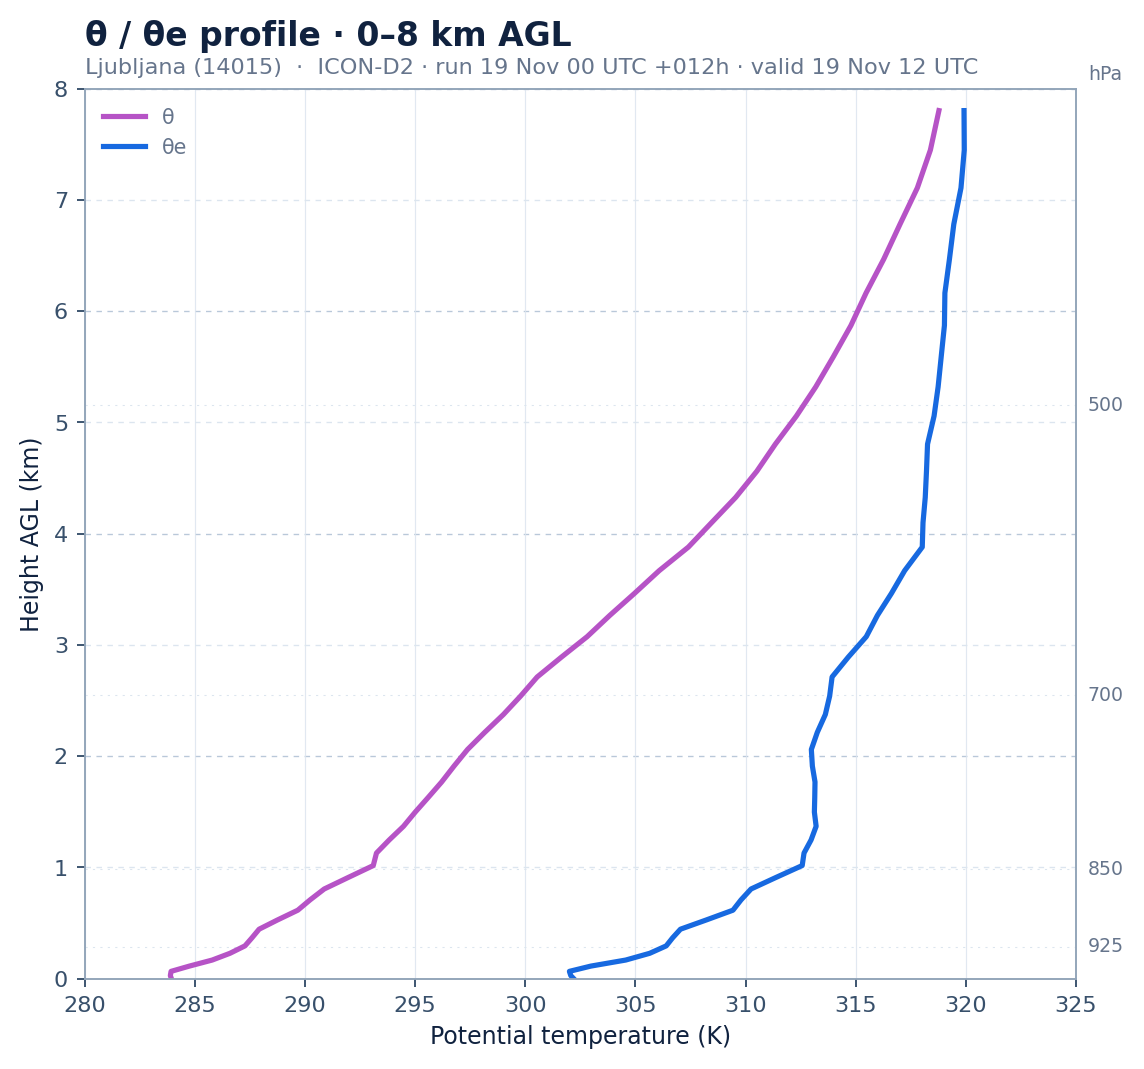 θ / θe profile · 0–8 km AGL
Ljubljana (14015)  ·  ICON-D2 · run 19 Nov 00 UTC +012h · valid 19 Nov 12 UTC
hPa
θ
θe
8
7
6
5
4
3
2
1
0
500
700
850
925
Height AGL (km)
280 285 290 295 300 305 310 315 320 325
Potential temperature (K)